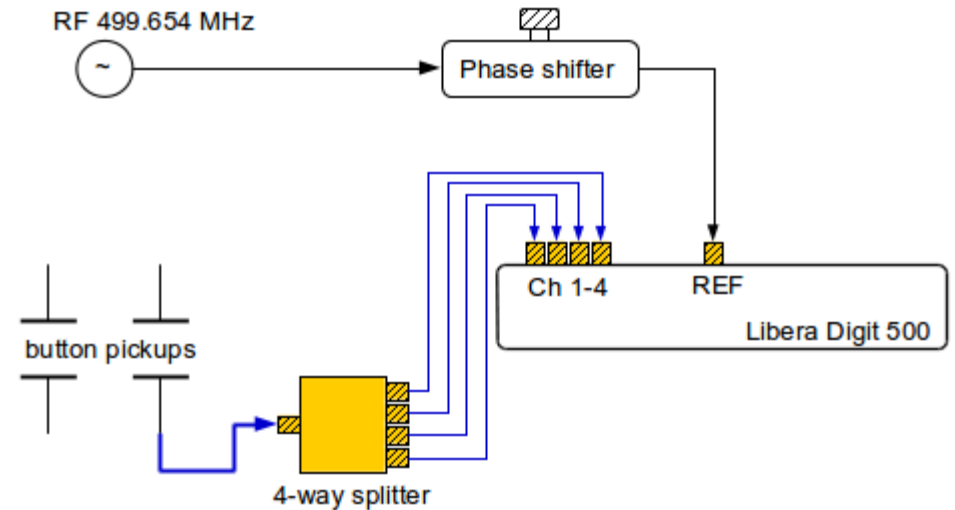 RF 499.654 MHz
~
Phase shifter
Ch 1-4
REF
Libera Digit 500
button pickups
4-way splitter